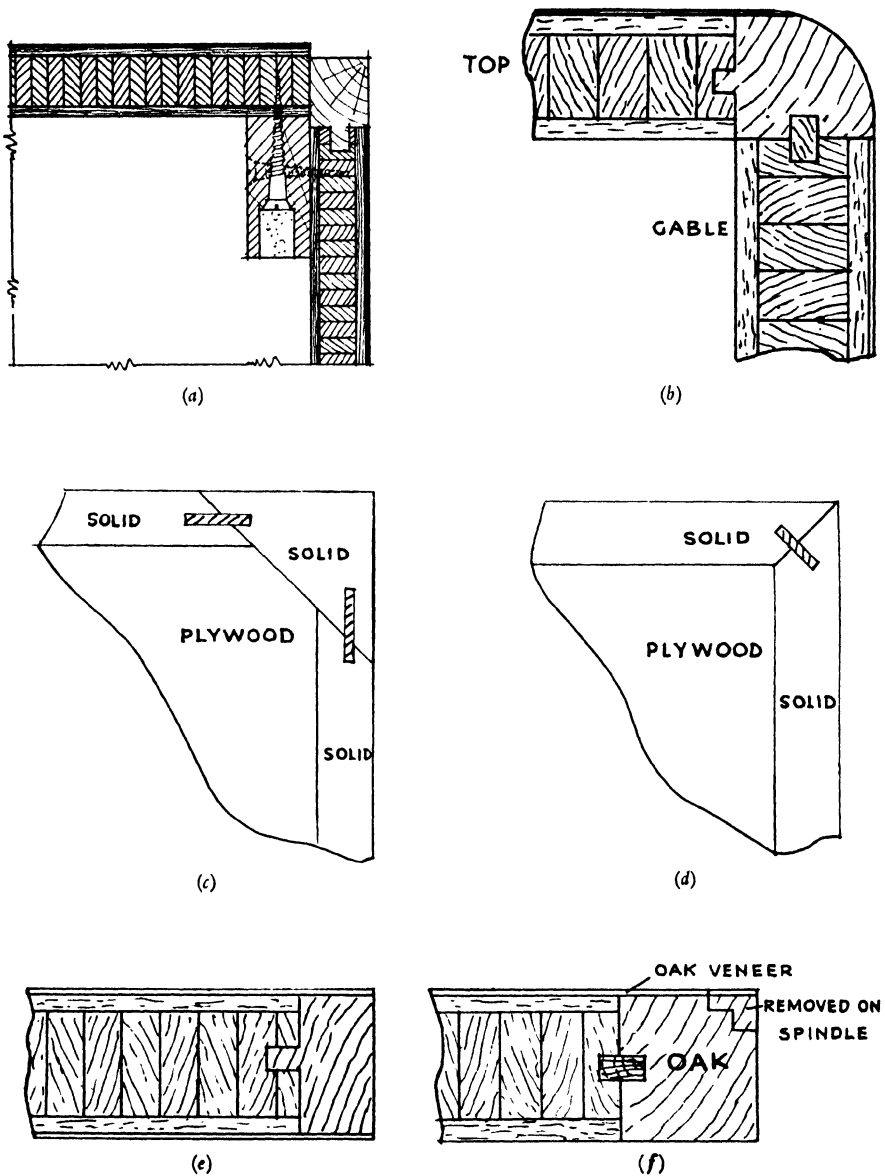 TOP
GABLE
(a)
(b)
SOLID
SOLID
PLYWOOD
SOLID
SOLID
PLYWOOD
SOLID
(c)
(d)
OAK VENEER
REMOVED ON
SPINDLE
OAK
(e)
(f)